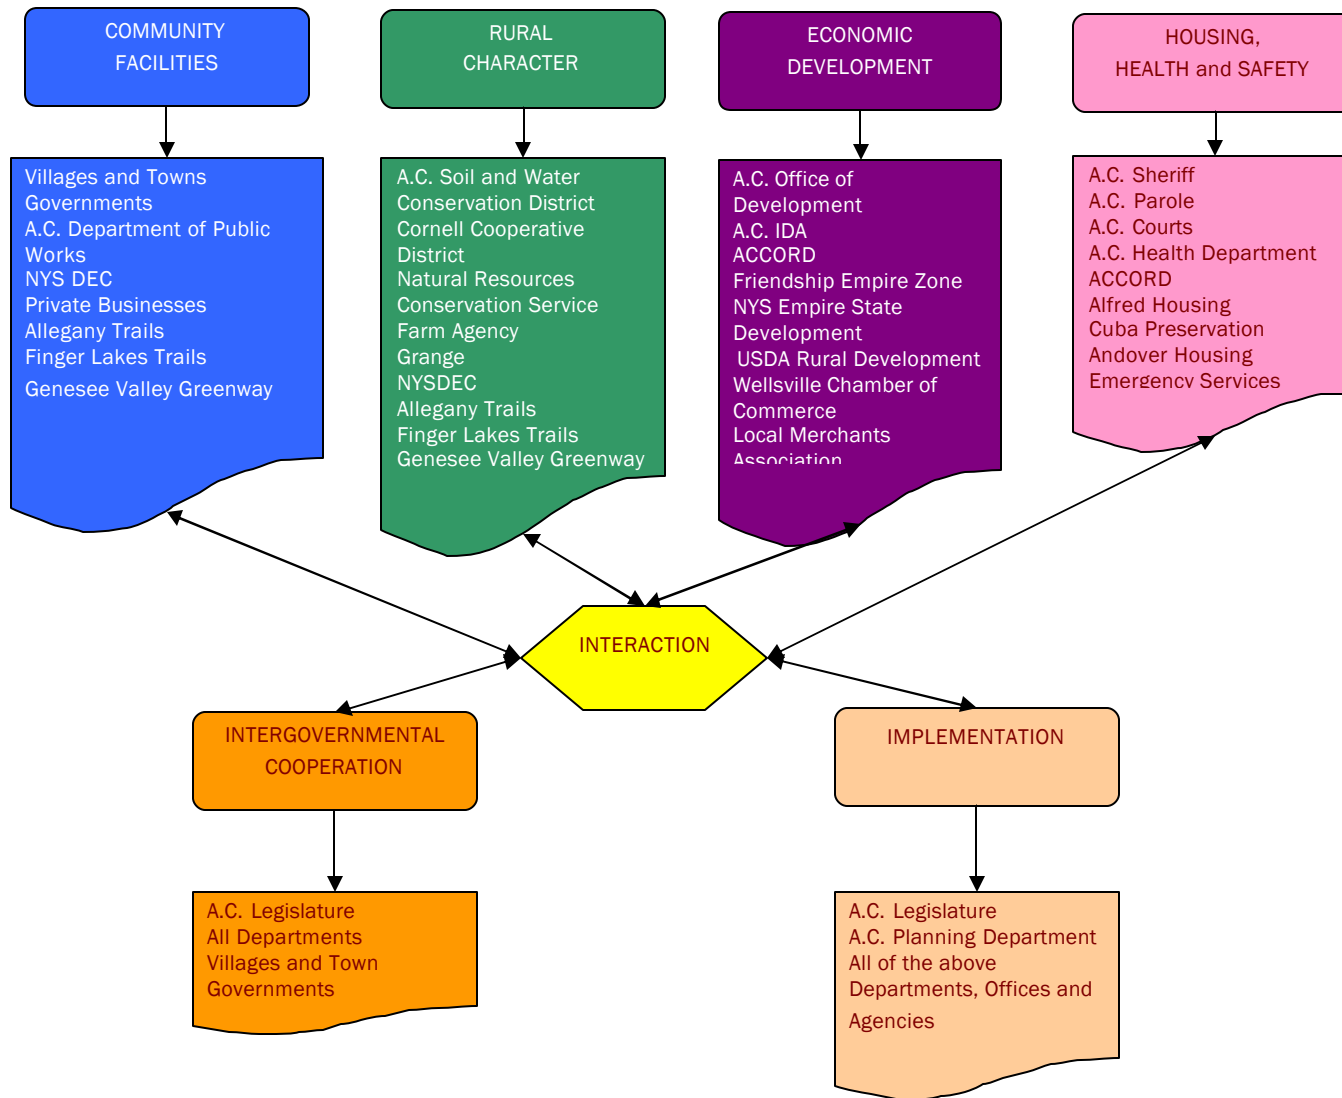 COMMUNITY
FACILITIES
RURAL
CHARACTER
ECONOMIC
DEVELOPMENT
HOUSING,
HEALTH and SAFETY
Villages and Towns
Governments
A.C. Department of Public
Works
NYS DEC
Private Businesses
Allegany Trails
Finger Lakes Trails
Genesee Valley Greenway
A.C. Soil and Water
Conservation District
Cornell Cooperative
District
Natural Resources
Conservation Service
Farm Agency
Grange
NYSDEC
Allegany Trails
Finger Lakes Trails
Genesee Valley Greenway
A.C. Office of
Development
A.C. IDA
ACCORD
Friendship Empire Zone
NYS Empire State
Development
USDA Rural Development
Wellsville Chamber of
Commerce
Local Merchants
Association
A.C. Sheriff
A.C. Parole
A.C. Courts
A.C. Health Department
ACCORD
Alfred Housing
Cuba Preservation
Andover Housing
Emergency Services
INTERACTION
INTERGOVERNMENTAL
COOPERATION
IMPLEMENTATION
A.C. Legislature
All Departments
Villages and Town
Governments
A.C. Legislature
A.C. Planning Department
All of the above
Departments, Offices and
Agencies